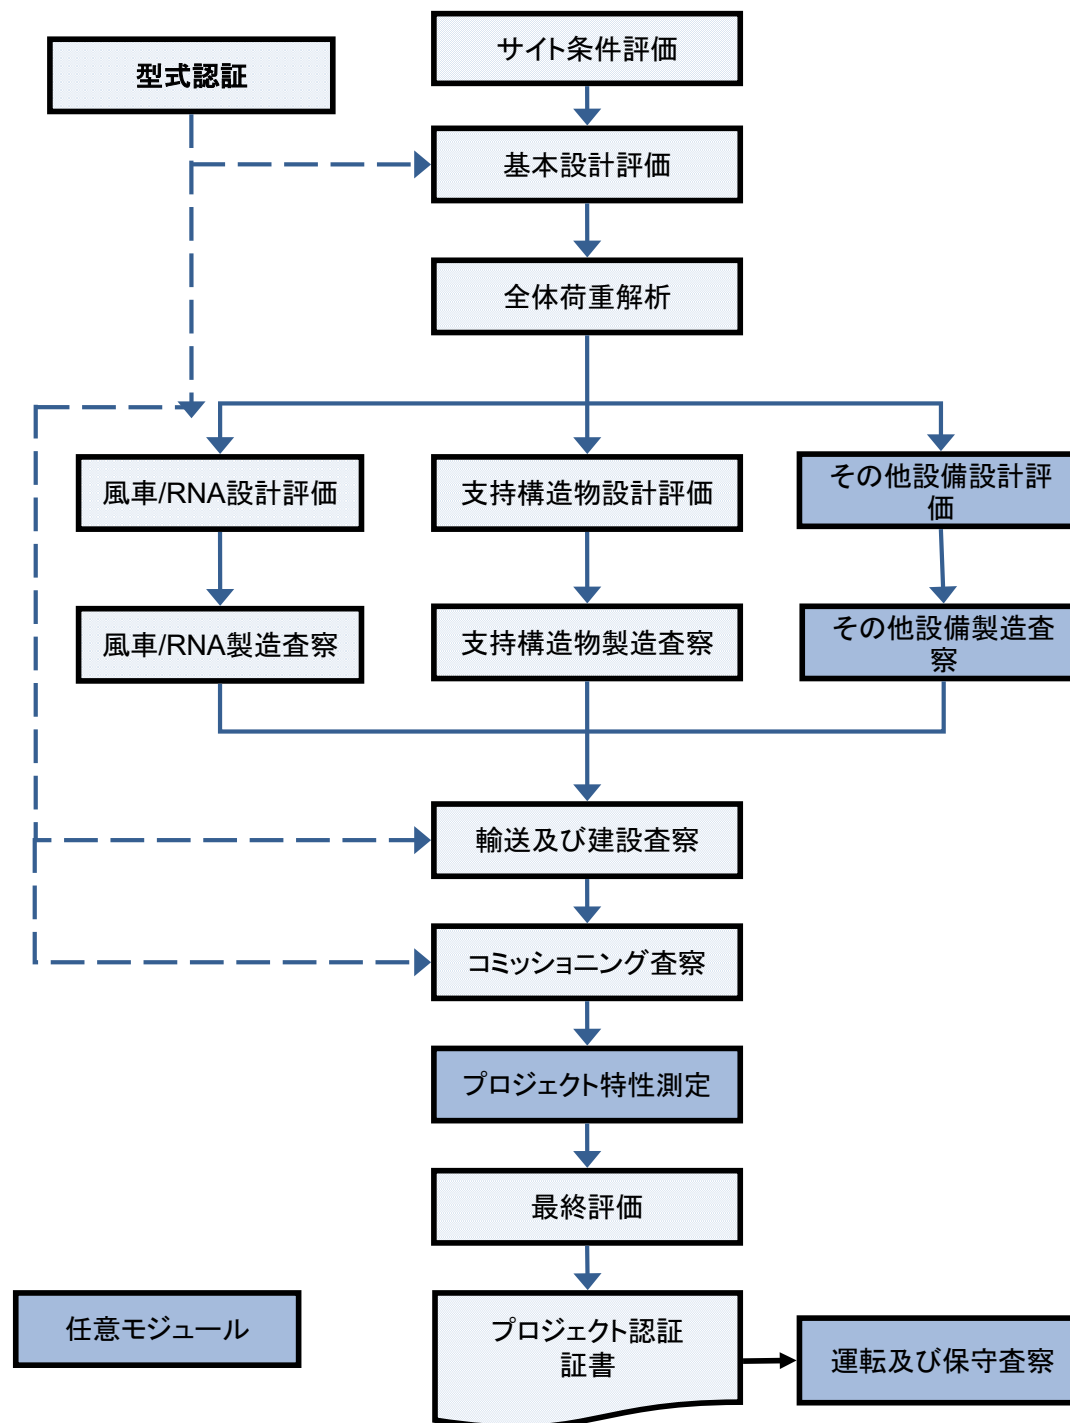 サイト条件評価
型式認証
基本設計評価
全体荷重解析
風車/RNA設計評価
支持構造物設計評価
その他設備設計評
価
風車/RNA製造査察
支持構造物製造査察
その他設備製造査
察
輸送及び建設査察
コミッショニング査察
プロジェクト特性測定
最終評価
任意モジュール
プロジェクト認証
証書
運転及び保守査察